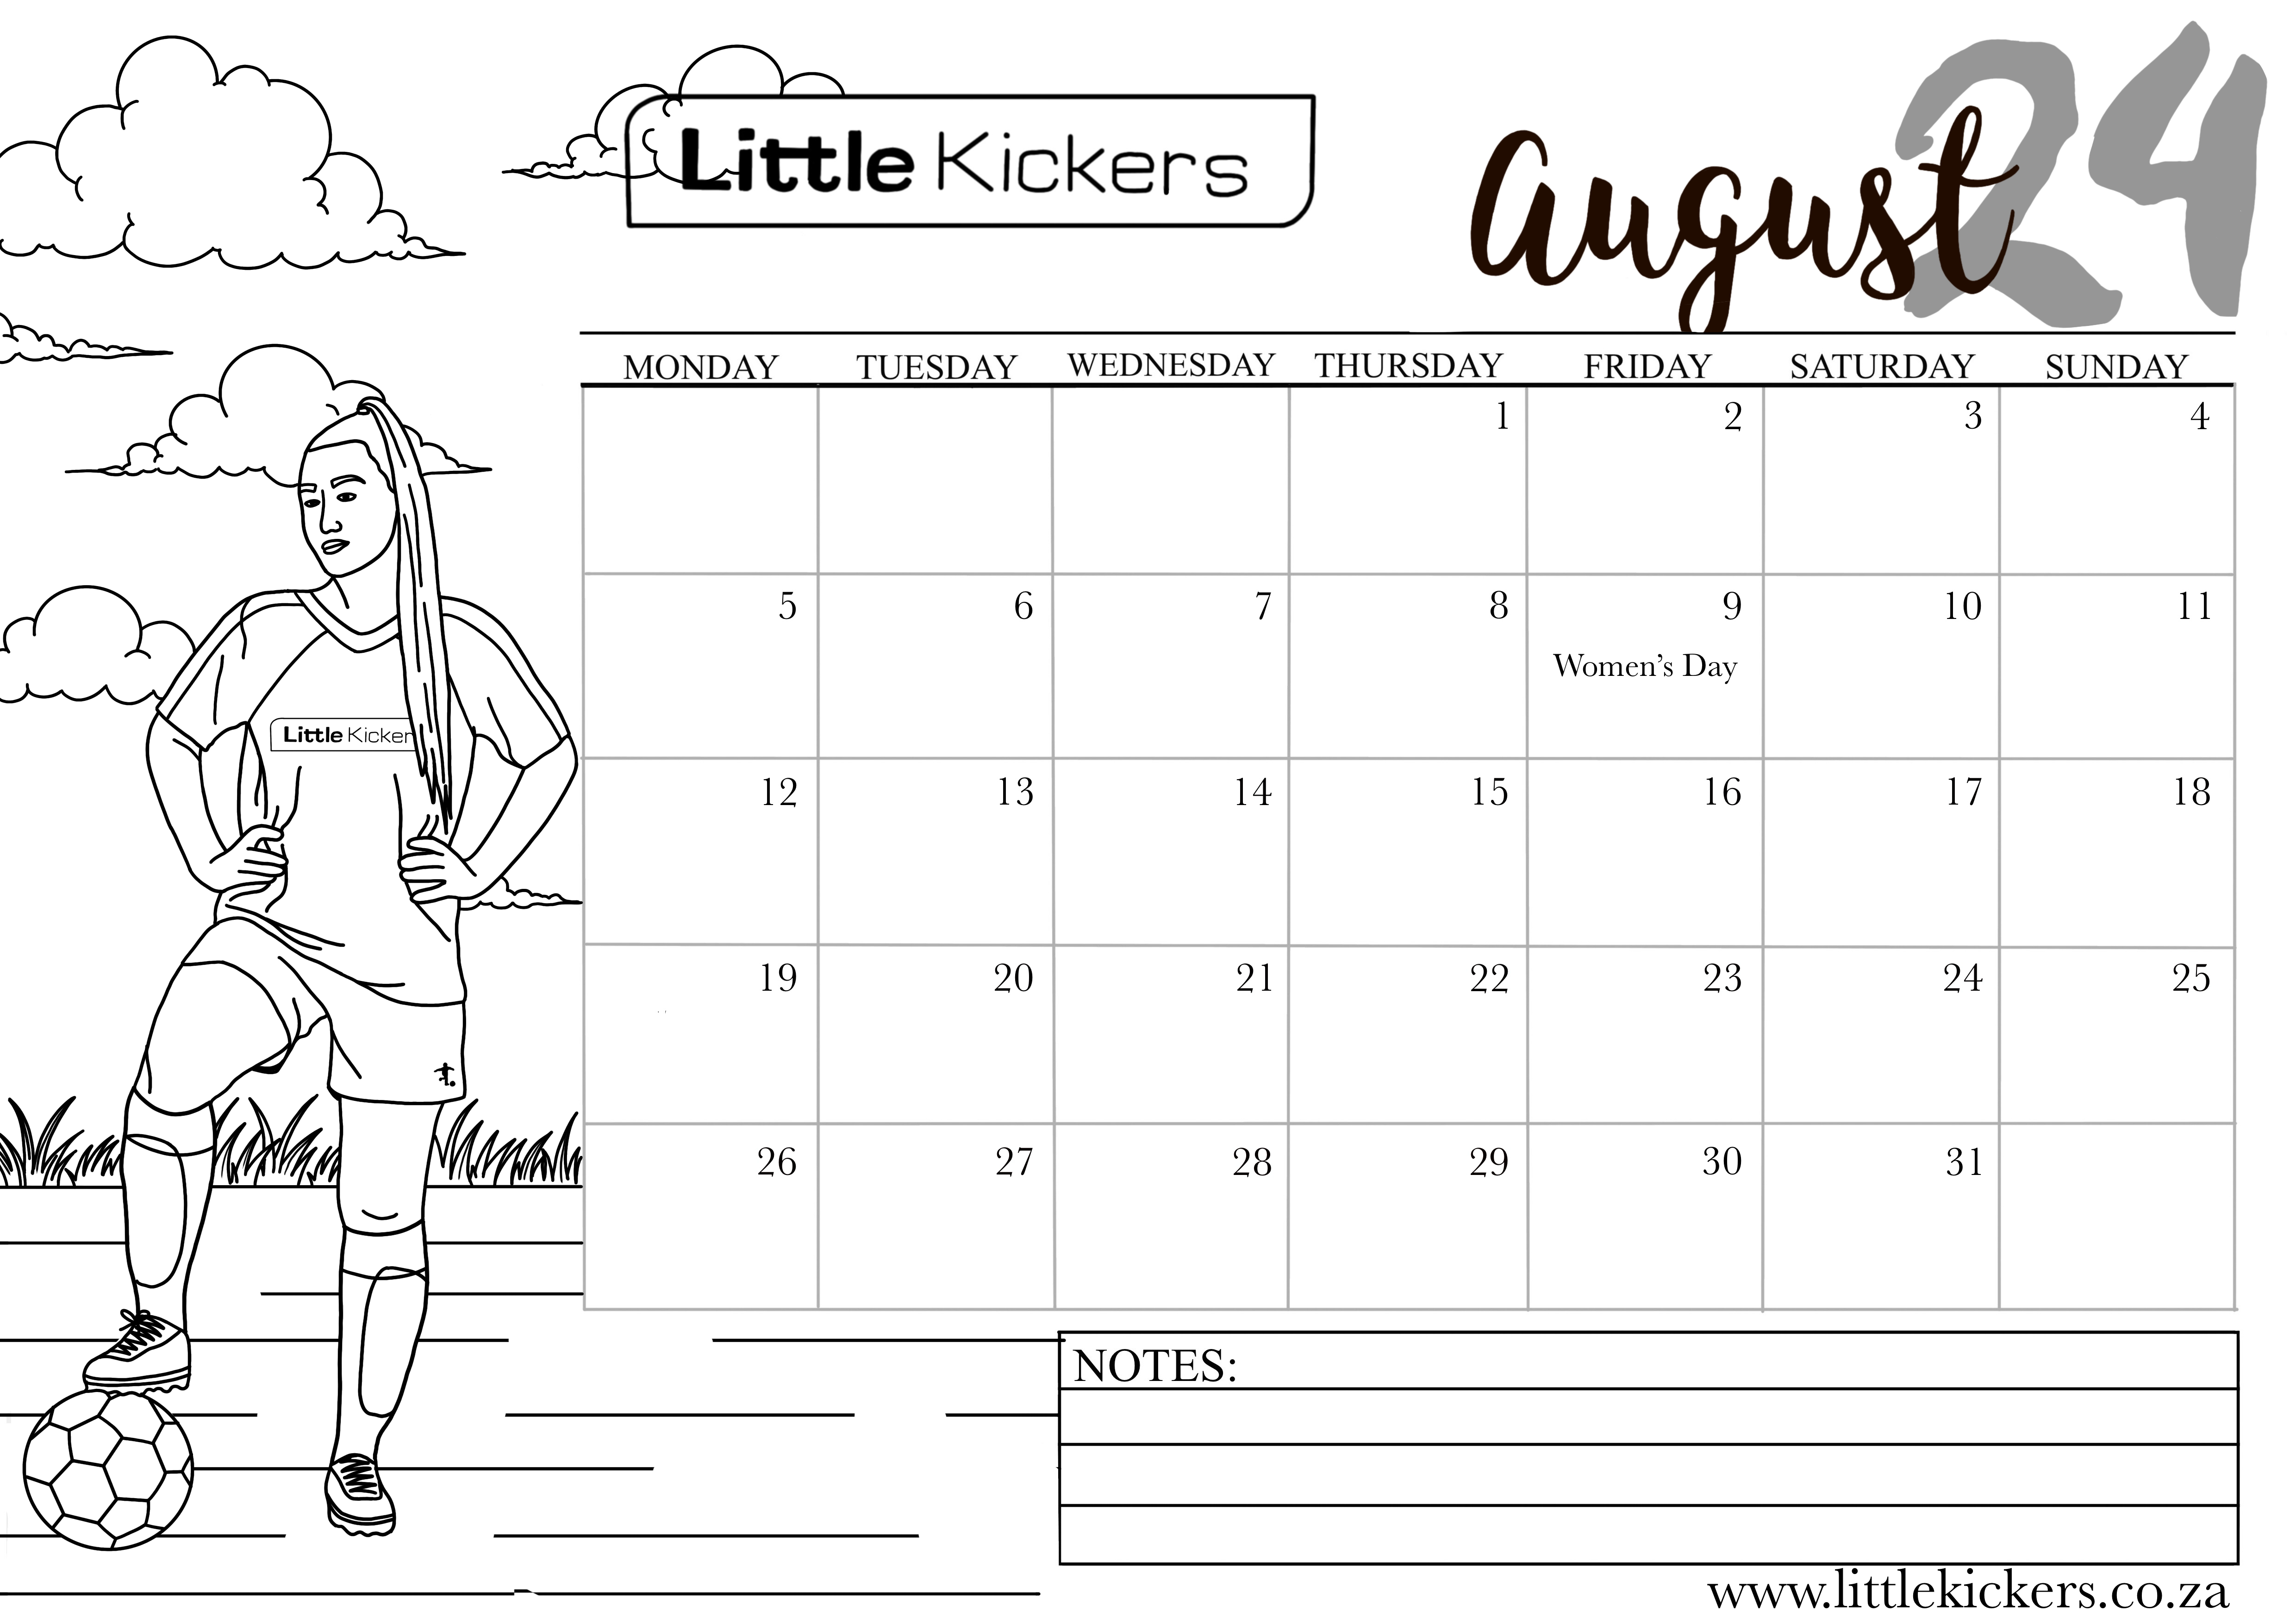 Little Kickers
august 24
MONDAY TUESDAY WEDNESDAY THURSDAY FRIDAY SATURDAY SUNDAY
1 2 3 4
5 6 7 8 9 10 11
Women's Day
Little Kicker
12 13 14 15 16 17 18
19 20 21 22 23 24 25
26 27 28 29 30 31
NOTES:
www.littlekickers.co.za